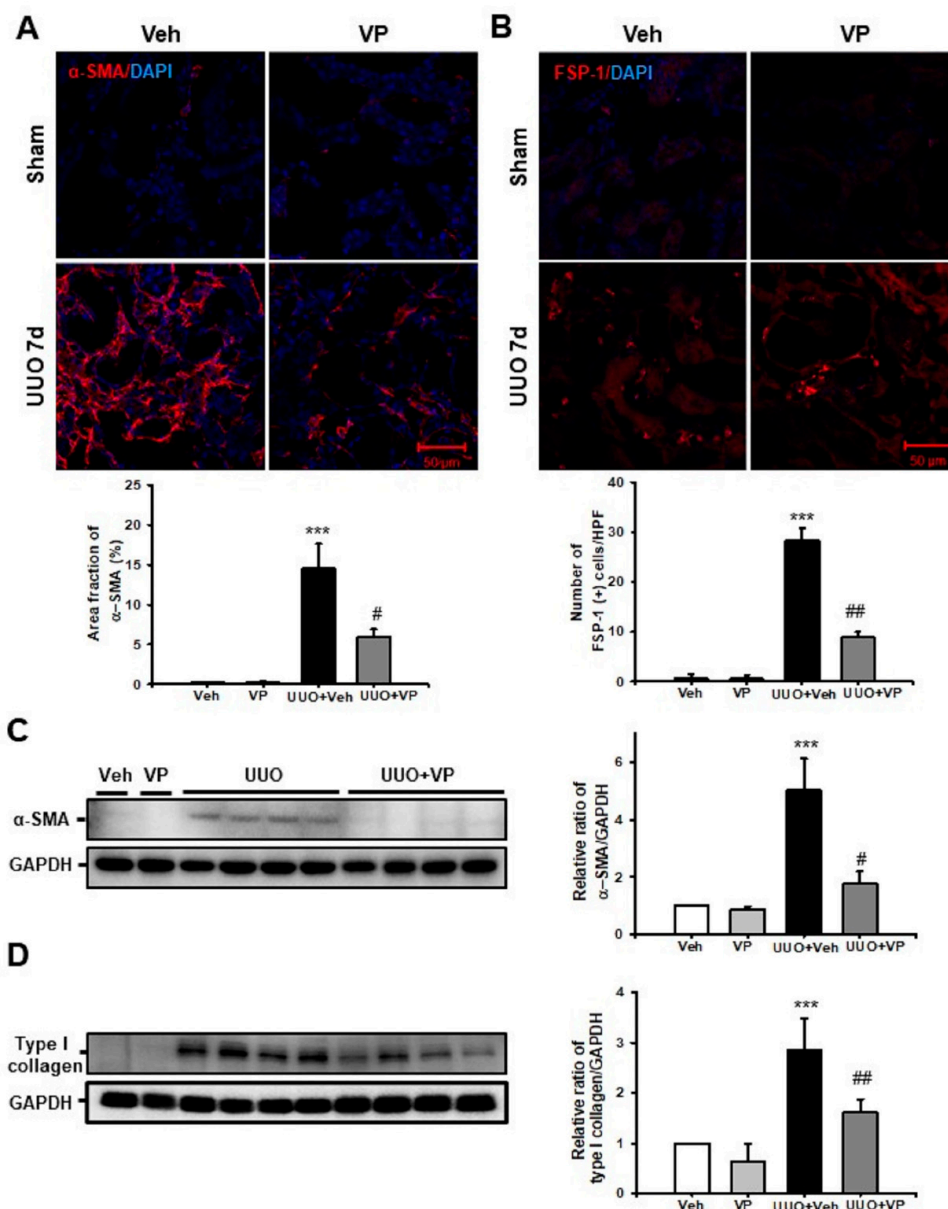 A
Veh
VP
α-SMA/DAPI
Sham
UUO 7d
50 μm
Area fraction of
α–SMA (%)
25
20
15
10
5
0
***
#
Veh
VP
UUO+Veh
UUO+VP
B
Veh
VP
FSP-1/DAPI
Sham
UUO 7d
50 μm
Number of
FSP-1 (+) cells/HPF
40
30
20
10
0
***
##
Veh
VP
UUO+Veh
UUO+VP
C
Veh VP UUO UUO+VP
α-SMA
GAPDH
Relative ratio of
α–SMA/GAPDH
6
4
2
0
***
#
Veh
VP
UUO+Veh
UUO+VP
D
Type I
collagen
GAPDH
Relative ratio of
type I collagen/GAPDH
4
3
2
1
0
***
##
Veh
VP
UUO+Veh
UUO+VP